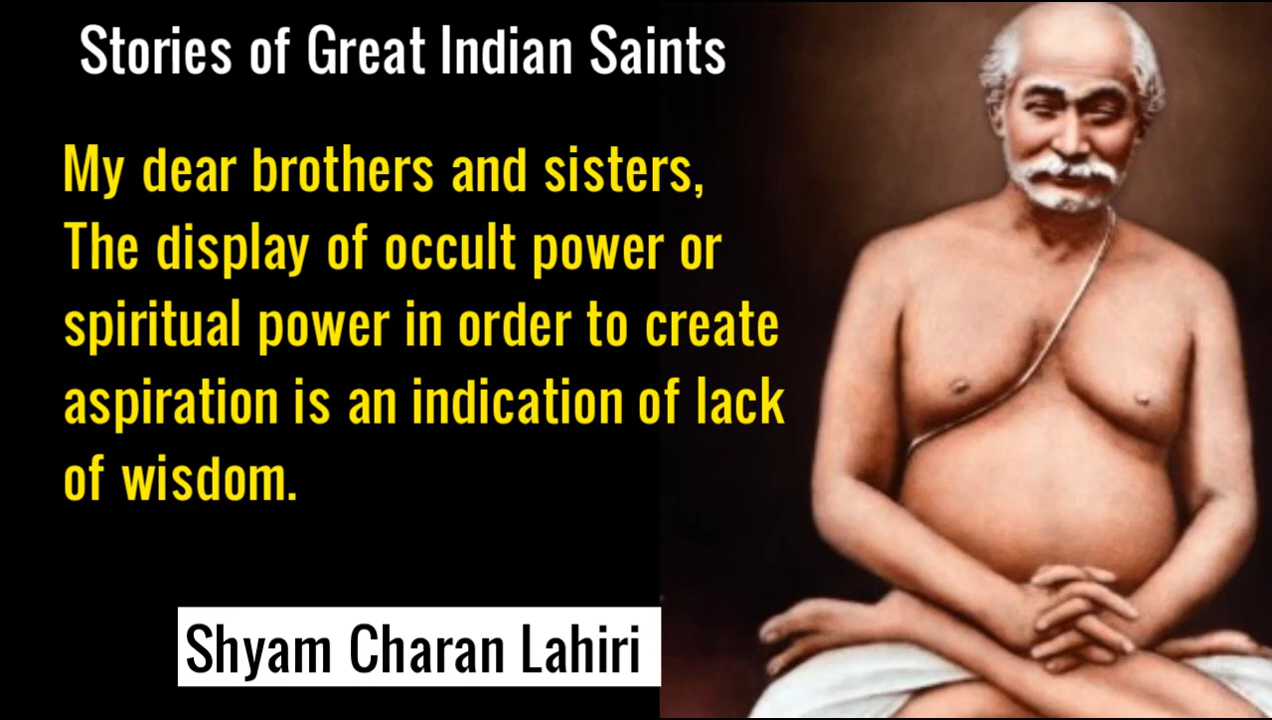 Stories of Great Indian Saints
My dear brothers and sisters,
The display of occult power or
spiritual power in order to create
aspiration is an indication of lack
of wisdom.
Shyam Charan Lahiri